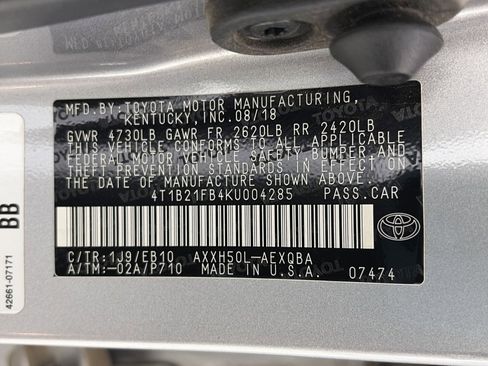 MFD.BY:TOYOTA MOTOR MANUFACTURING,
KENTUCKY,INC.08/18
GVWR 4730LB GAWR FR 2620LB RR 2420LB
THIS VEHICLE CONFORMS TO ALL APPLICABLE
FEDERAL MOTOR VEHICLE SAFETY, BUMPER AND
THEFT PREVENTION STANDARDS IN EFFECT ON
THE DATE OF MANUFACTURE SHOWN ABOVE.
4T1B21FB4KU004285 PASS.CAR
C/TR:1J9/EB10 AXXH50L-AEXQBA
A/TM:-02A/P710 MADE IN U.S.A. 07474
TOYOTA
BB
42661-07171